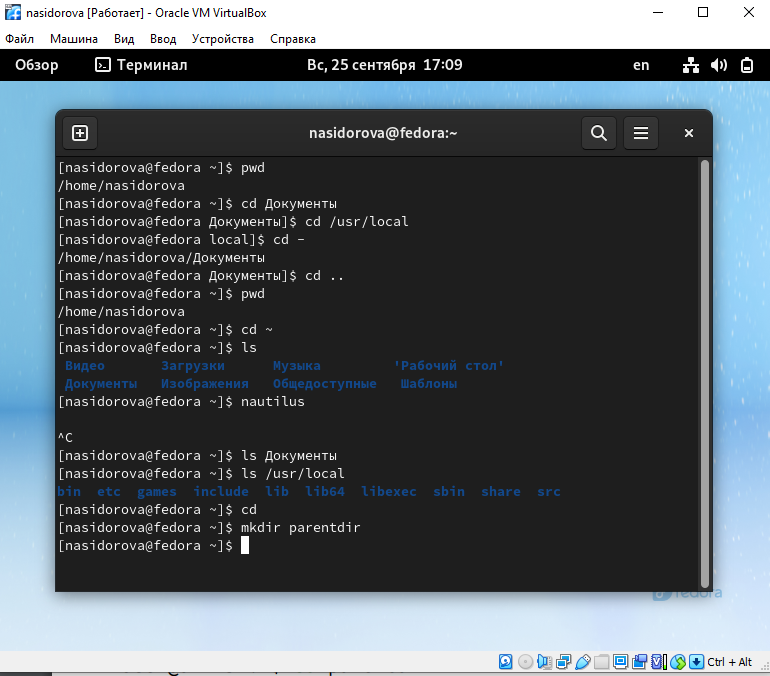 nasidorova [Работает] - Oracle VM VirtualBox
Файл Машина Вид Ввод Устройства Справка
Обзор Терминал Вс, 25 сентября 17:09 en
nasidorova@fedora:~
[nasidorova@fedora ~]$ pwd
/home/nasidorova
[nasidorova@fedora ~]$ cd Документы
[nasidorova@fedora Документы]$ cd /usr/local
[nasidorova@fedora local]$ cd -
/home/nasidorova/Документы
[nasidorova@fedora Документы]$ cd ..
[nasidorova@fedora ~]$ pwd
/home/nasidorova
[nasidorova@fedora ~]$ cd ~
[nasidorova@fedora ~]$ ls
Видео Загрузки Музыка 'Рабочий стол'
Документы Изображения Общедоступные Шаблоны
[nasidorova@fedora ~]$ nautilus
^C
[nasidorova@fedora ~]$ ls Документы
[nasidorova@fedora ~]$ ls /usr/local
bin etc games include lib lib64 libexec sbin share src
[nasidorova@fedora ~]$ cd
[nasidorova@fedora ~]$ mkdir parentdir
[nasidorova@fedora ~]$
fedora
Ctrl + Alt